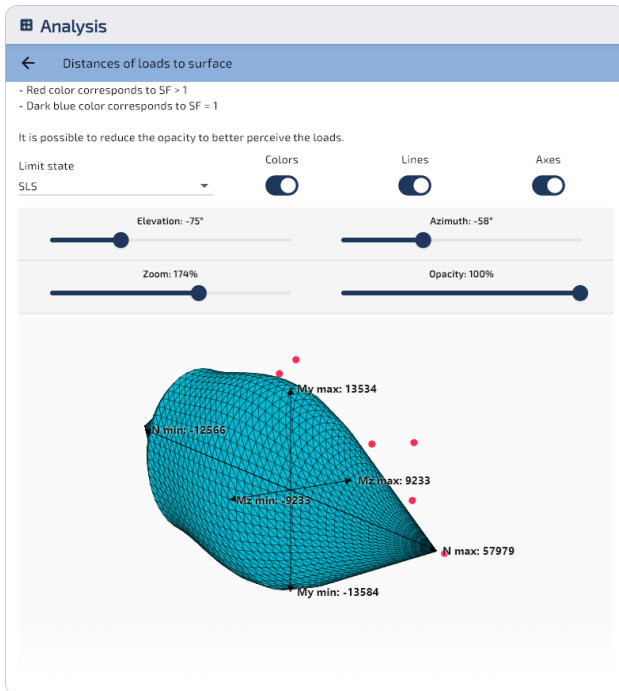 Analysis
Distances of loads to surface
- Red color corresponds to SF > 1
- Dark blue color corresponds to SF = 1
It is possible to reduce the opacity to better perceive the loads.
Limit state
SLS
Colors
Lines
Axes
Elevation: -75°
Azimuth: -58°
Zoom: 174%
Opacity: 100%
My max: 13534
N min: -12566
Mz max: 9233
Mz min: -9233
N max: 57979
My min: -13584